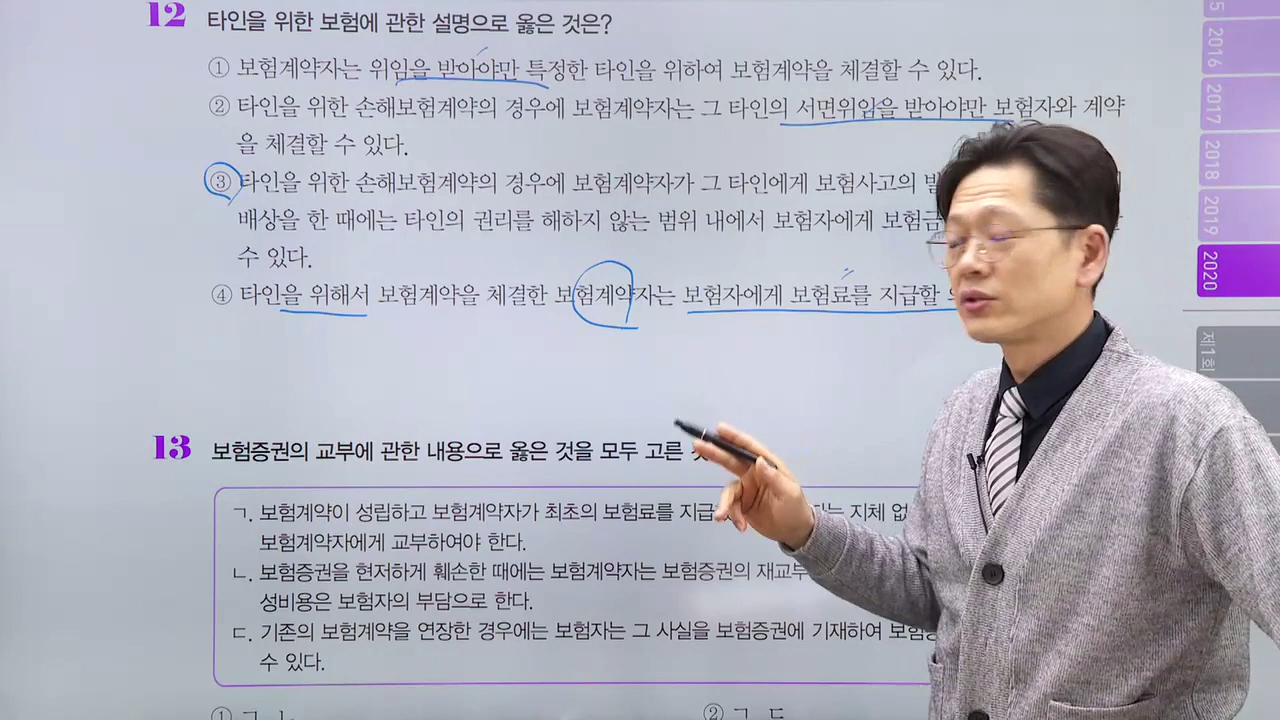 12 타인을 위한 보험에 관한 설명으로 옳은 것은?
① 보험계약자는 위임을 받아야만 특정한 타인을 위하여 보험계약을 체결할 수 있다.
② 타인을 위한 손해보험계약의 경우에 보험계약자는 그 타인의 서면위임을 받아야만 보험자와 계약
을 체결할 수 있다.
③ 타인을 위한 손해보험계약의 경우에 보험계약자가 그 타인에게 보험사고의
배상을 한 때에는 타인의 권리를 해하지 않는 범위 내에서 보험자에게
수 있다.
④ 타인을 위해서 보험계약을 체결한 보험계약자는 보험자에게 보험료를 지급할
13 보험증권의 교부에 관한 내용으로 옳은 것을 모두 고른
ㄱ. 보험계약이 성립하고 보험계약자가 최초의 보험료를 지체
보험계약자에게 교부하여야 한다.
ㄴ. 보험증권을 현저하게 훼손한 때에는 보험계약자는 보험증권의
성비용은 보험자의 부담으로 한다.
ㄷ. 기존의 보험계약을 연장한 경우에는 보험자는 그 사실을 보험증권에 기재하여
수 있다.
2016
2017
2018
2019
2020
제1회